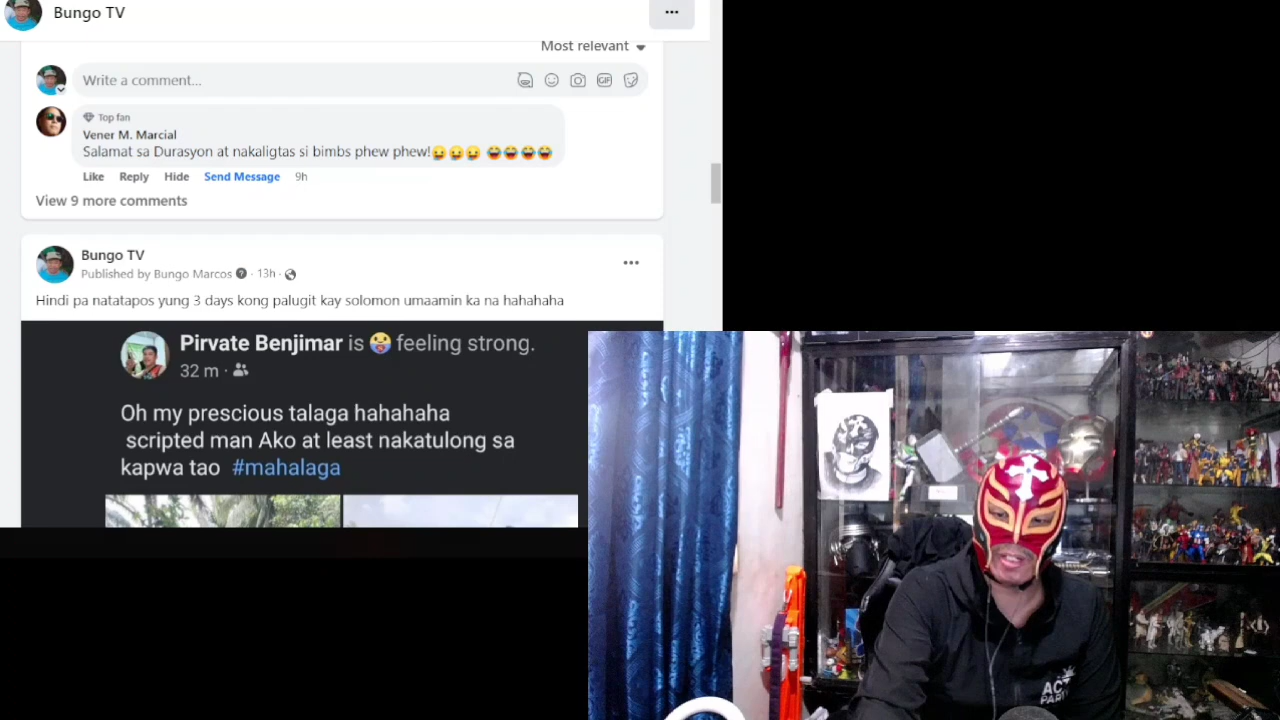 Bungo TV
Most relevant
Write a comment...
GIF
Top fan
Vener M. Marcial
Salamat sa Durasyon at nakaligtas si bimbs phew phew!😝😝😝 😂😂😂😂
Like Reply Hide Send Message 9h
View 9 more comments
Bungo TV
Published by Bungo Marcos · 13h ·
Hindi pa natatapos yung 3 days kong palugit kay solomon umaamin ka na hahahaha
Pirvate Benjimar is feeling strong.
32 m ·
Oh my prescious talaga hahahaha
scripted man Ako at least nakatulong sa
kapwa tao #mahalaga
ACT
PARTY